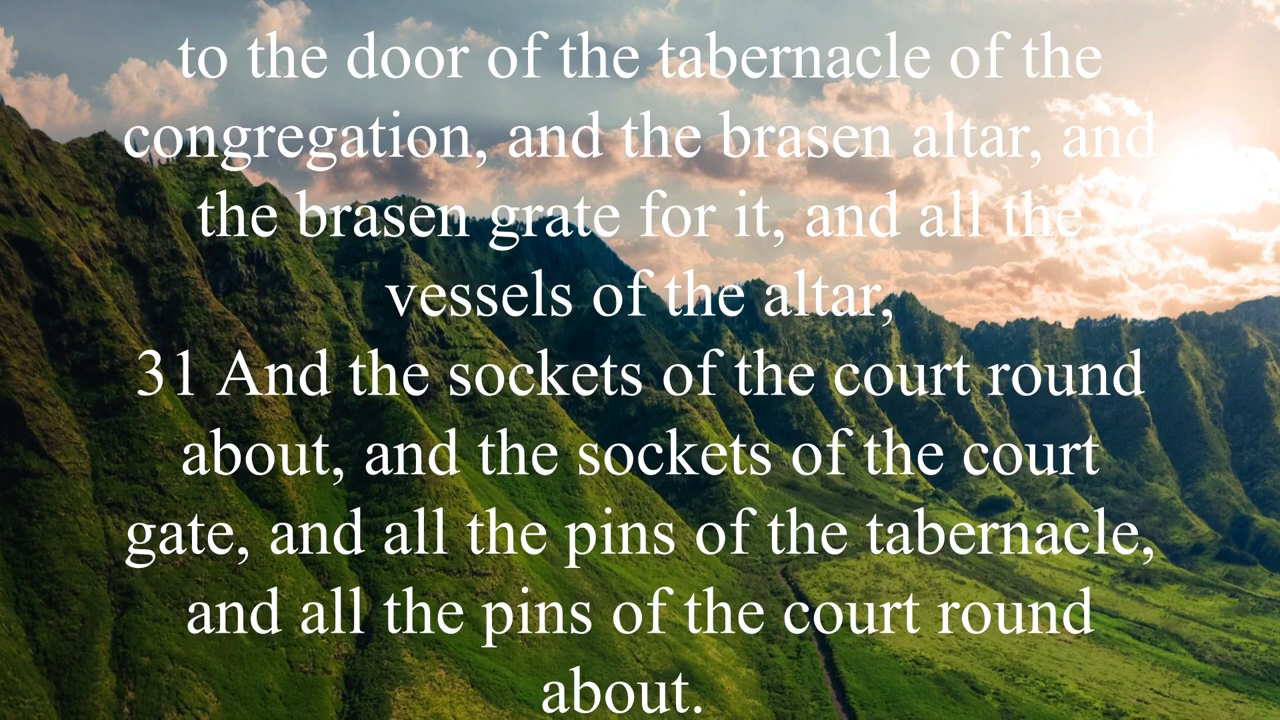 to the door of the tabernacle of the
congregation, and the brasen altar, and
the brasen grate for it, and all the
vessels of the altar,
31 And the sockets of the court round
about, and the sockets of the court
gate, and all the pins of the tabernacle,
and all the pins of the court round
about.